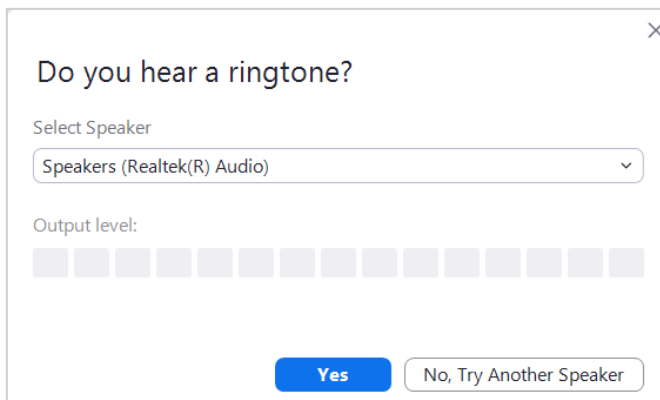 Do you hear a ringtone?
Select Speaker
Speakers (Realtek(R) Audio)
Output level:
Yes
No, Try Another Speaker